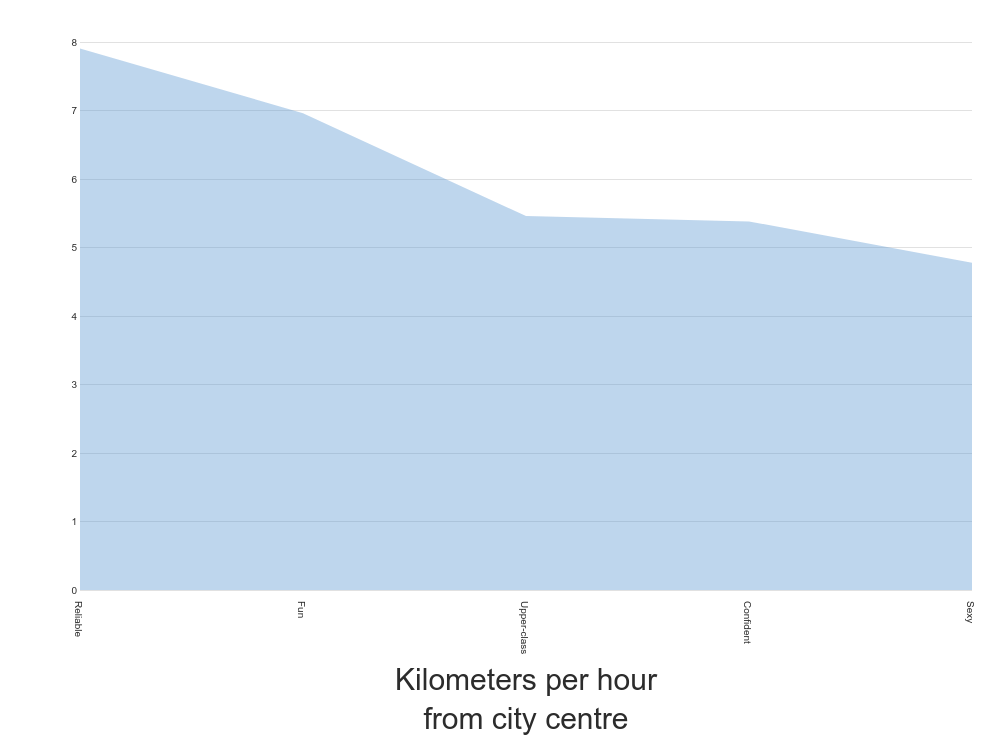 8
7
6
5
4
3
2
1
0
Reliable
Fun
Upper-class
Confident
Sexy
Kilometers per hour
from city centre